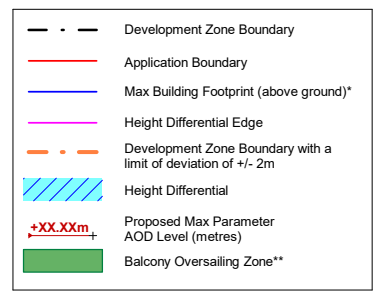 Development Zone Boundary
Application Boundary
Max Building Footprint (above ground)*
Height Differential Edge
Development Zone Boundary with a
limit of deviation of +/- 2m
Height Differential
+XX.XXm
Proposed Max Parameter
AOD Level (metres)
Balcony Oversailing Zone**